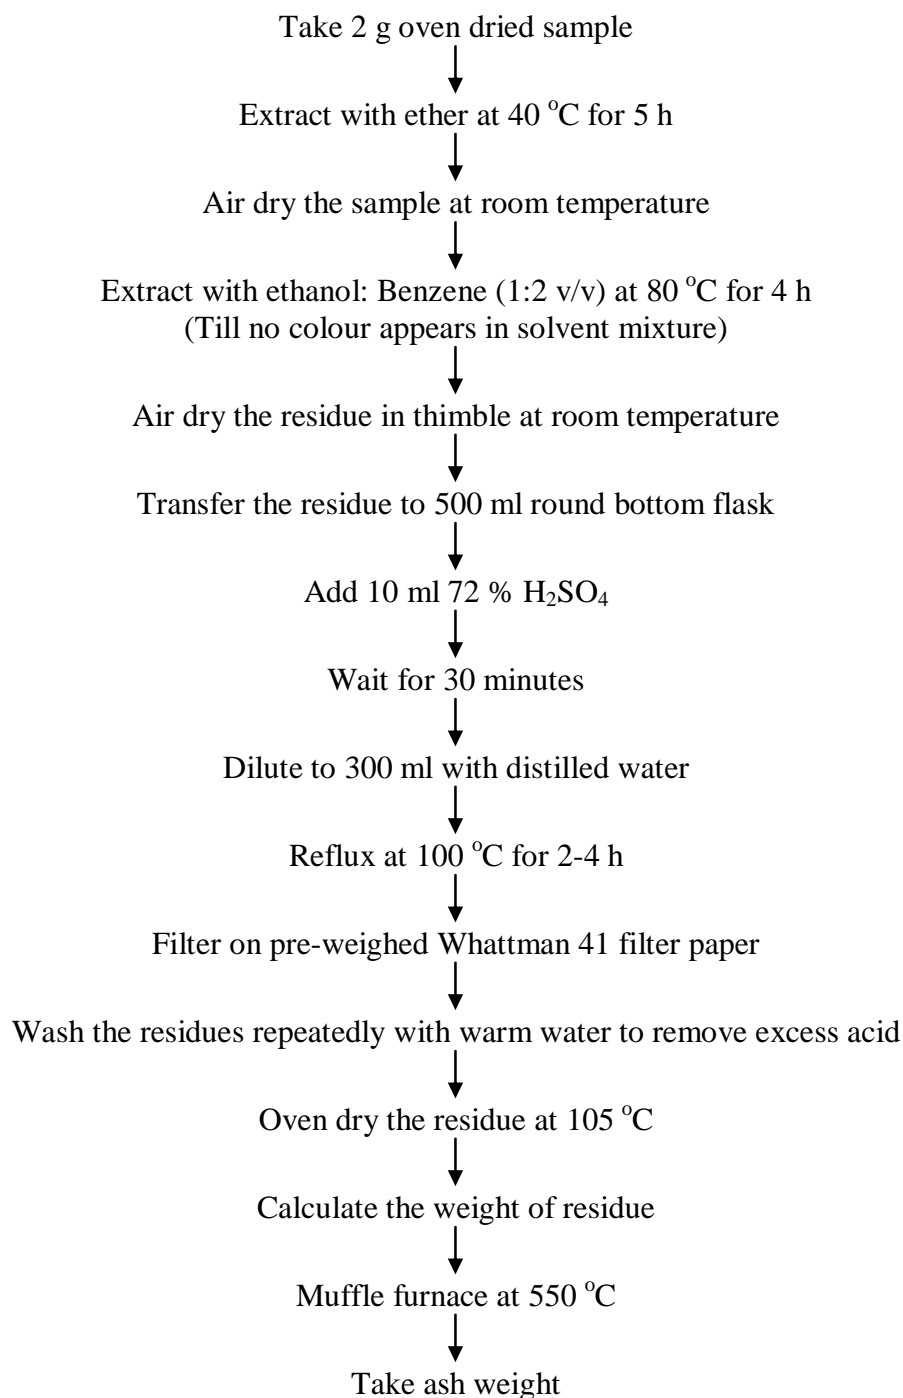 Take 2 g oven dried sample
Extract with ether at 40 °C for 5 h
Air dry the sample at room temperature
Extract with ethanol: Benzene (1:2 v/v) at 80 °C for 4 h
(Till no colour appears in solvent mixture)
Air dry the residue in thimble at room temperature
Transfer the residue to 500 ml round bottom flask
Add 10 ml 72 % H₂SO₄
Wait for 30 minutes
Dilute to 300 ml with distilled water
Reflux at 100 °C for 2-4 h
Filter on pre-weighed Whattman 41 filter paper
Wash the residues repeatedly with warm water to remove excess acid
Oven dry the residue at 105 °C
Calculate the weight of residue
Muffle furnace at 550 °C
Take ash weight